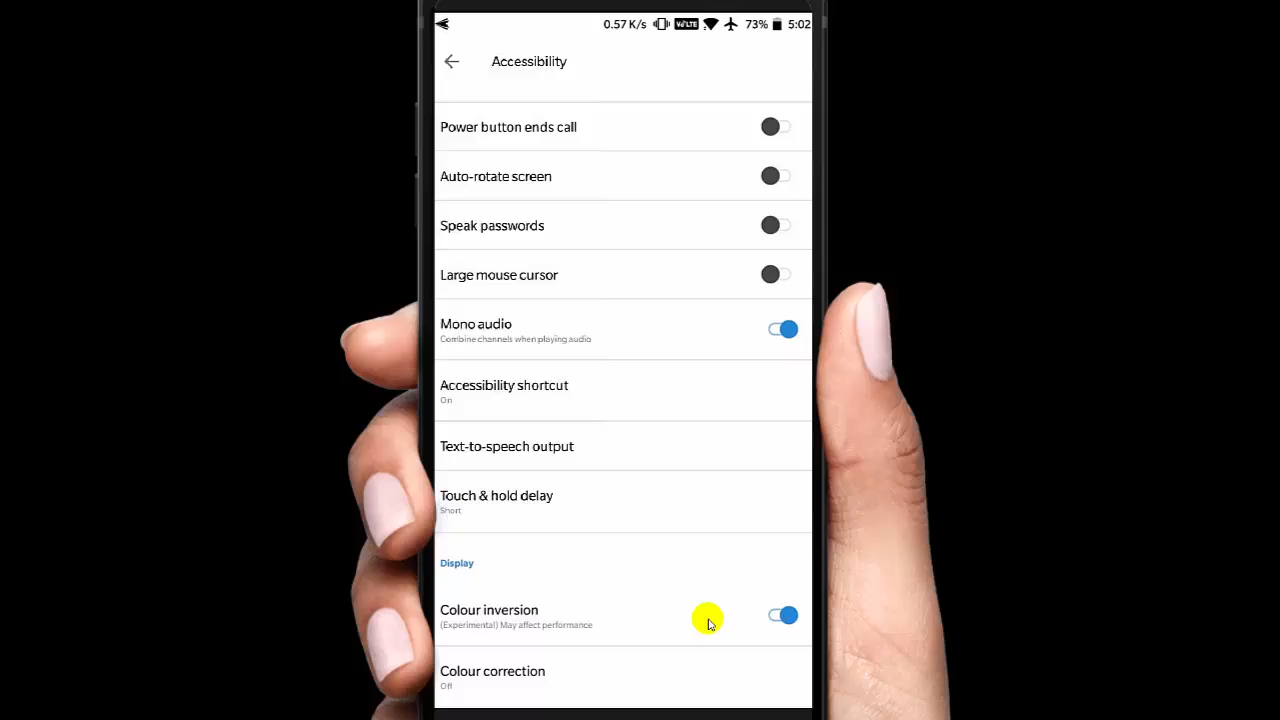 0.57 K/s VoLTE 73% 5:02
Accessibility
Power button ends call
Auto-rotate screen
Speak passwords
Large mouse cursor
Mono audio
Combine channels when playing audio
Accessibility shortcut
On
Text-to-speech output
Touch & hold delay
Short
Display
Colour inversion
(Experimental) May affect performance
Colour correction
Off